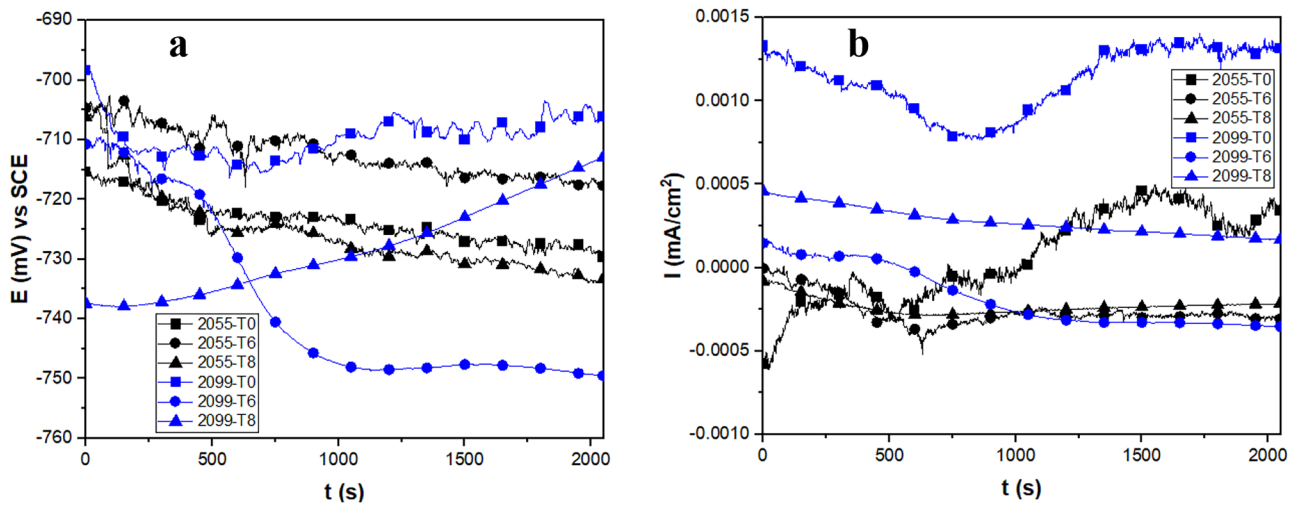 a
E (mV) vs SCE
-690
-700
-710
-720
-730
-740
-750
-760
2055-T0
2055-T6
2055-T8
2099-T0
2099-T6
2099-T8
0 500 1000 1500 2000
t (s)
b
I (mA/cm²)
0.0015
0.0010
0.0005
0.0000
-0.0005
-0.0010
2055-T0
2055-T6
2055-T8
2099-T0
2099-T6
2099-T8
0 500 1000 1500 2000
t (s)